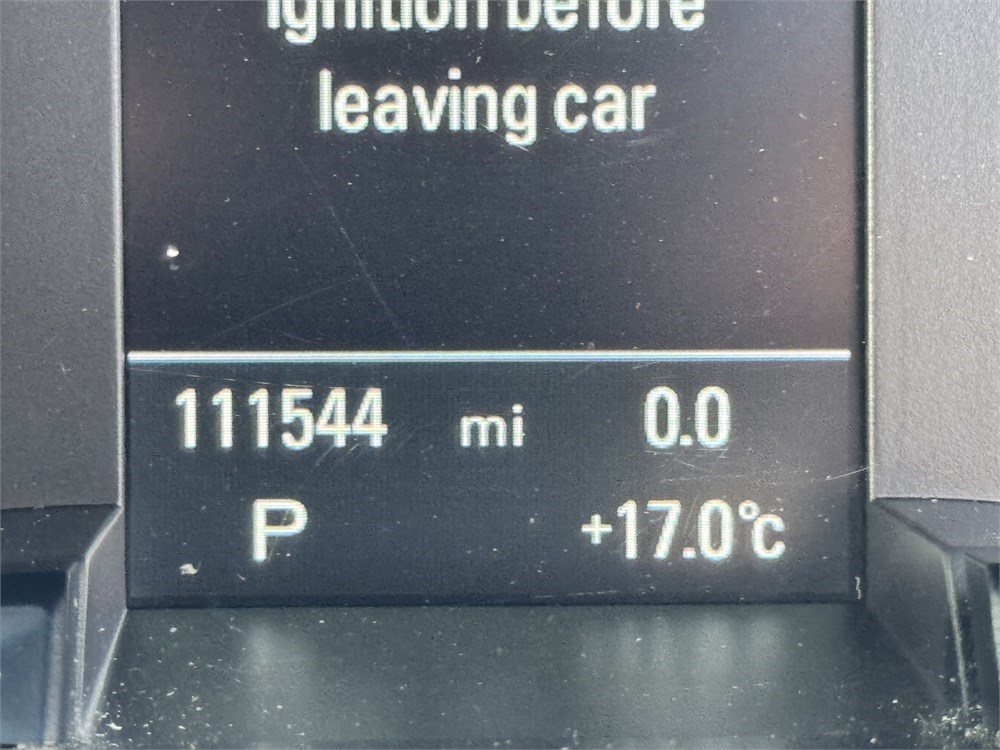 ignition before
leaving car
111544 mi 0.0
P +17.0°c